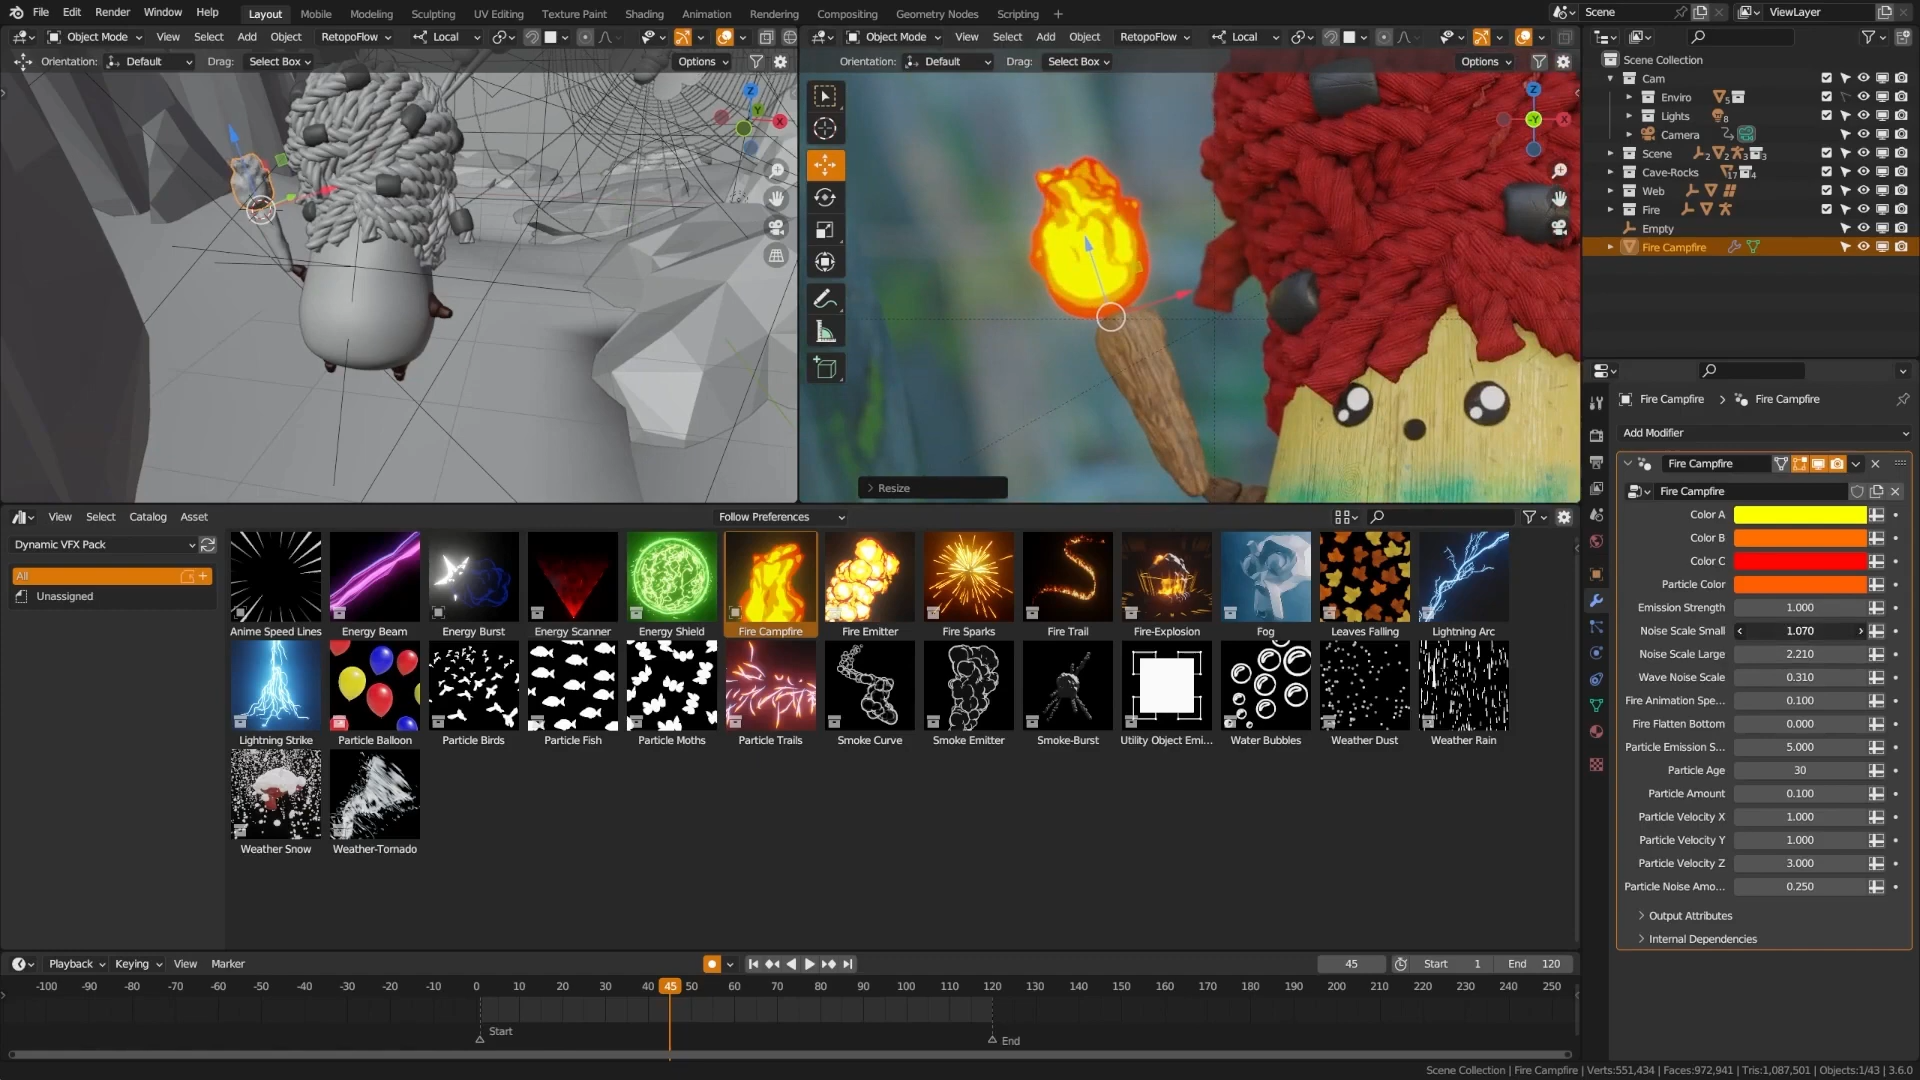 File Edit Render Window Help Layout Mobile Modeling Sculpting UV Editing Texture Paint Shading Animation Rendering Compositing Geometry Nodes Scripting + Scene ViewLayer
Object Mode View Select Add Object RetopoFlow Local
Object Mode View Select Add Object RetopoFlow Local
Orientation: Default Drag: Select Box Options
Orientation: Default Drag: Select Box Options
Z
Y
X
Z
-Y
X
Resize
Scene Collection
Cam
Enviro 5
Lights 8
Camera
Scene 2 2 3 3
Cave-Rocks 17 4
Web
Fire
Empty
Fire Campfire
Fire Campfire > Fire Campfire
Add Modifier
Fire Campfire
Fire Campfire
Color A
Color B
Color C
Particle Color
Emission Strength 1.000
Noise Scale Small 1.070
Noise Scale Large 2.210
Wave Noise Scale 0.310
Fire Animation Spe... 0.100
Fire Flatten Bottom 0.000
Particle Emission S... 5.000
Particle Age 30
Particle Amount 0.100
Particle Velocity X 1.000
Particle Velocity Y 1.000
Particle Velocity Z 3.000
Particle Noise Amo... 0.250
Output Attributes
Internal Dependencies
View Select Catalog Asset Follow Preferences
Dynamic VFX Pack
All
Unassigned
Anime Speed Lines Energy Beam Energy Burst Energy Scanner Energy Shield Fire Campfire Fire Emitter Fire Sparks Fire Trail Fire-Explosion Fog Leaves Falling Lightning Arc
Lightning Strike Particle Balloon Particle Birds Particle Fish Particle Moths Particle Trails Smoke Curve Smoke Emitter Smoke-Burst Utility Object Emi... Water Bubbles Weather Dust Weather Rain
Weather Snow Weather-Tornado
Playback Keying View Marker 45 Start 1 End 120
-100 -90 -80 -70 -60 -50 -40 -30 -20 -10 0 10 20 30 40 45 50 60 70 80 90 100 110 120 130 140 150 160 170 180 190 200 210 220 230 240 250
Start
End
Scene Collection | Fire Campfire | Verts:551,434 | Faces:972,941 | Tris:1,087,501 | Objects:1/43 | 3.6.0